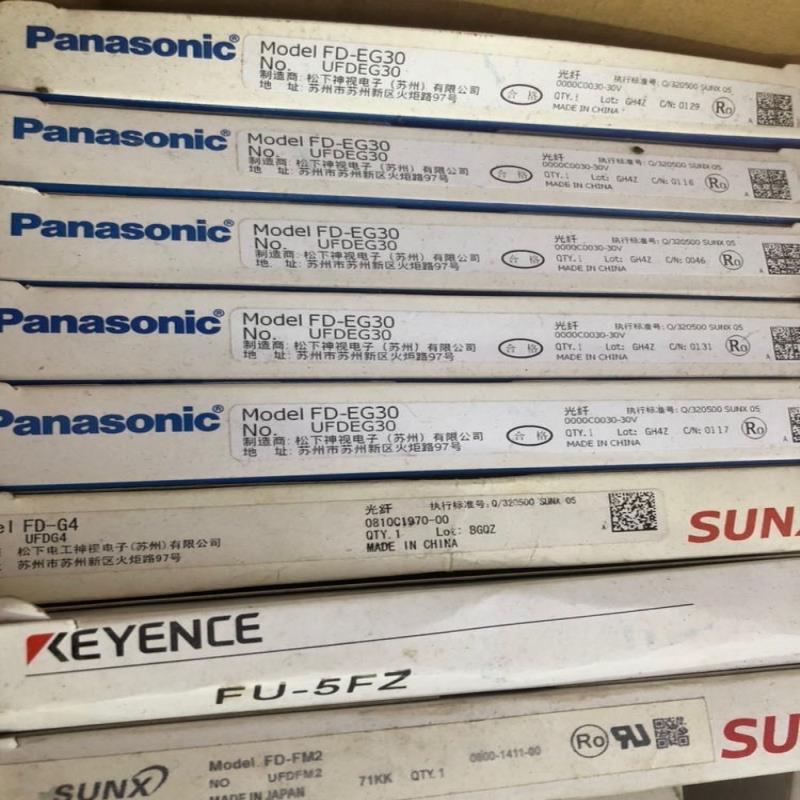 Panasonic®
Model FD-EG30
No. UFDEG30
制造商: 松下神视电子（苏州）有限公司
地 址: 苏州市苏州新区火炬路97号
合格
光纤 执行标准号: Q/320500 SUNX 05
0000C0030-30V
QTY.1 Lot: GH4Z C/N: 0129
MADE IN CHINA
Ro
A
Panasonic®
Model FD-EG30
No. UFDEG30
制造商: 松下神视电子（苏州）有限公司
地 址: 苏州市苏州新区火炬路97号
合格
光纤 执行标准号: Q/320500 SUNX 05
0000C0030-30V
QTY.1 Lot: GH4Z C/N: 0116
MADE IN CHINA
Ro
A
Panasonic®
Model FD-EG30
No. UFDEG30
制造商: 松下神视电子（苏州）有限公司
地 址: 苏州市苏州新区火炬路97号
合格
光纤 执行标准号: Q/320500 SUNX 05
0000C0030-30V
QTY.1 Lot: GH4Z C/N: 0046
MADE IN CHINA
Ro
A
Panasonic®
Model FD-EG30
No. UFDEG30
制造商: 松下神视电子（苏州）有限公司
地 址: 苏州市苏州新区火炬路97号
合格
光纤 执行标准号: Q/320500 SUNX 05
0000C0030-30V
QTY.1 Lot: GH4Z C/N: 0131
MADE IN CHINA
Ro
A
Panasonic®
Model FD-EG30
No. UFDEG30
制造商: 松下神视电子（苏州）有限公司
地 址: 苏州市苏州新区火炬路97号
合格
光纤 执行标准号: Q/320500 SUNX 05
0000C0030-30V
QTY.1 Lot: GH4Z C/N: 0117
MADE IN CHINA
Ro
A
el FD-G4
UFDG4
: 松下电工神视电子(苏州)有限公司
: 苏州市苏州新区火炬路97号
光纤 执行标准号: Q/320500 SUNX 05
0810C1970-00
QTY.1 Lot: BGQZ
MADE IN CHINA
A
SUNX
KEYENCE
FU-5FZ
SUNX
Model FD-FM2
NO UFDFM2
MADE IN JAPAN
71KK QTY.1
0800-1411-00
Ro
SU